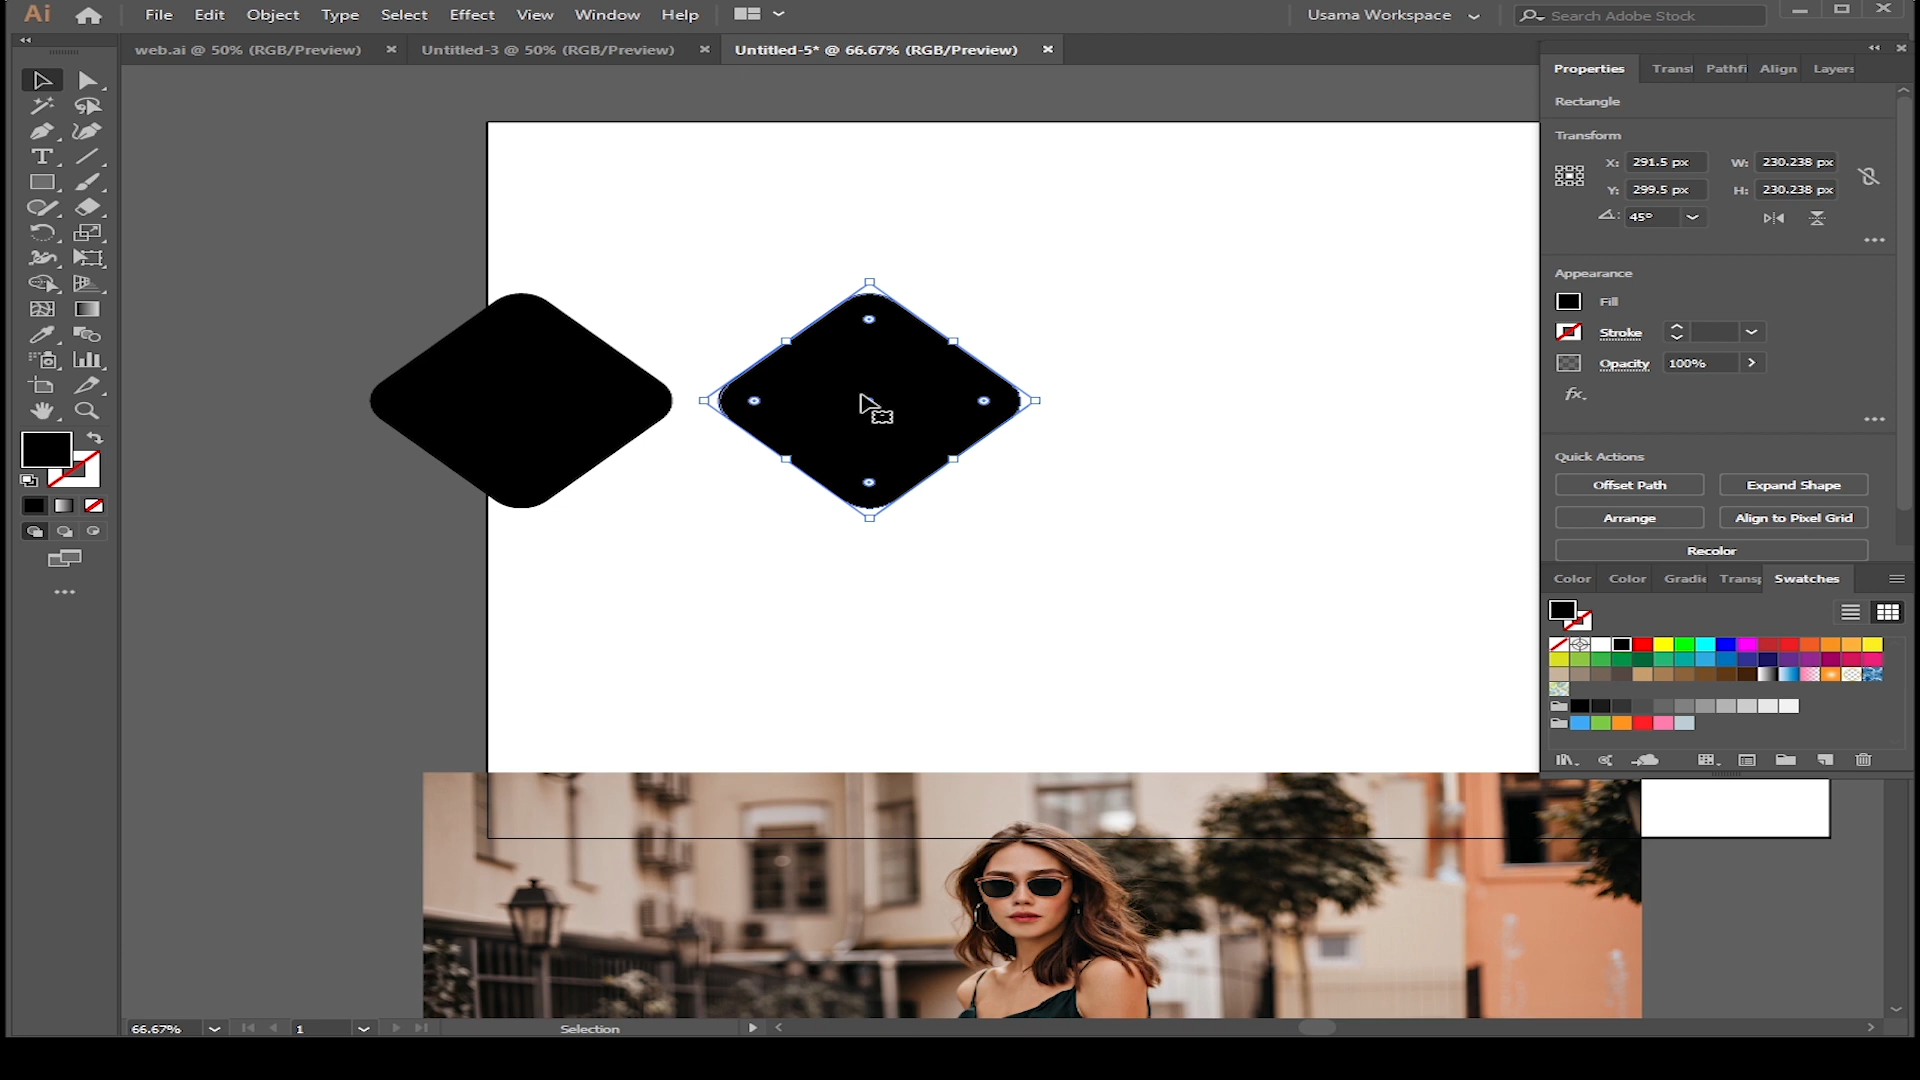 Ai File Edit Object Type Select Effect View Window Help Usama Workspace Search Adobe Stock
web.ai @ 50% (RGB/Preview) Untitled-3 @ 50% (RGB/Preview) Untitled-5* @ 66.67% (RGB/Preview)
Properties Transf Pathfi Align Layers
Rectangle
Transform
X: 291.5 px W: 230.238 px
Y: 299.5 px H: 230.238 px
45°
Appearance
Fill
Stroke
Opacity 100%
fx.
Quick Actions
Offset Path Expand Shape
Arrange Align to Pixel Grid
Recolor
Color Color Gradie Transp Swatches
66.67% 1 Selection